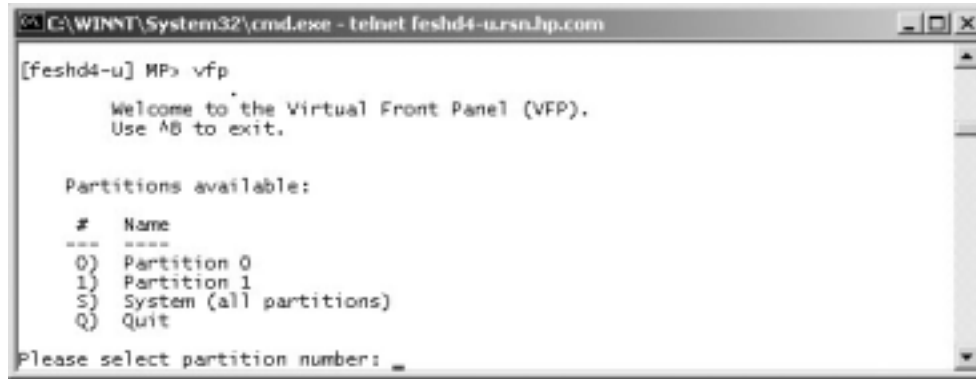 C:\WINNT\System32\cmd.exe - telnet feshd4-u.rsn.hp.com
[feshd4-u] MP> vfp
Welcome to the Virtual Front Panel (VFP).
Use ^B to exit.
Partitions available:
# Name
--- ----
0) Partition 0
1) Partition 1
S) System (all partitions)
Q) Quit
Please select partition number: _